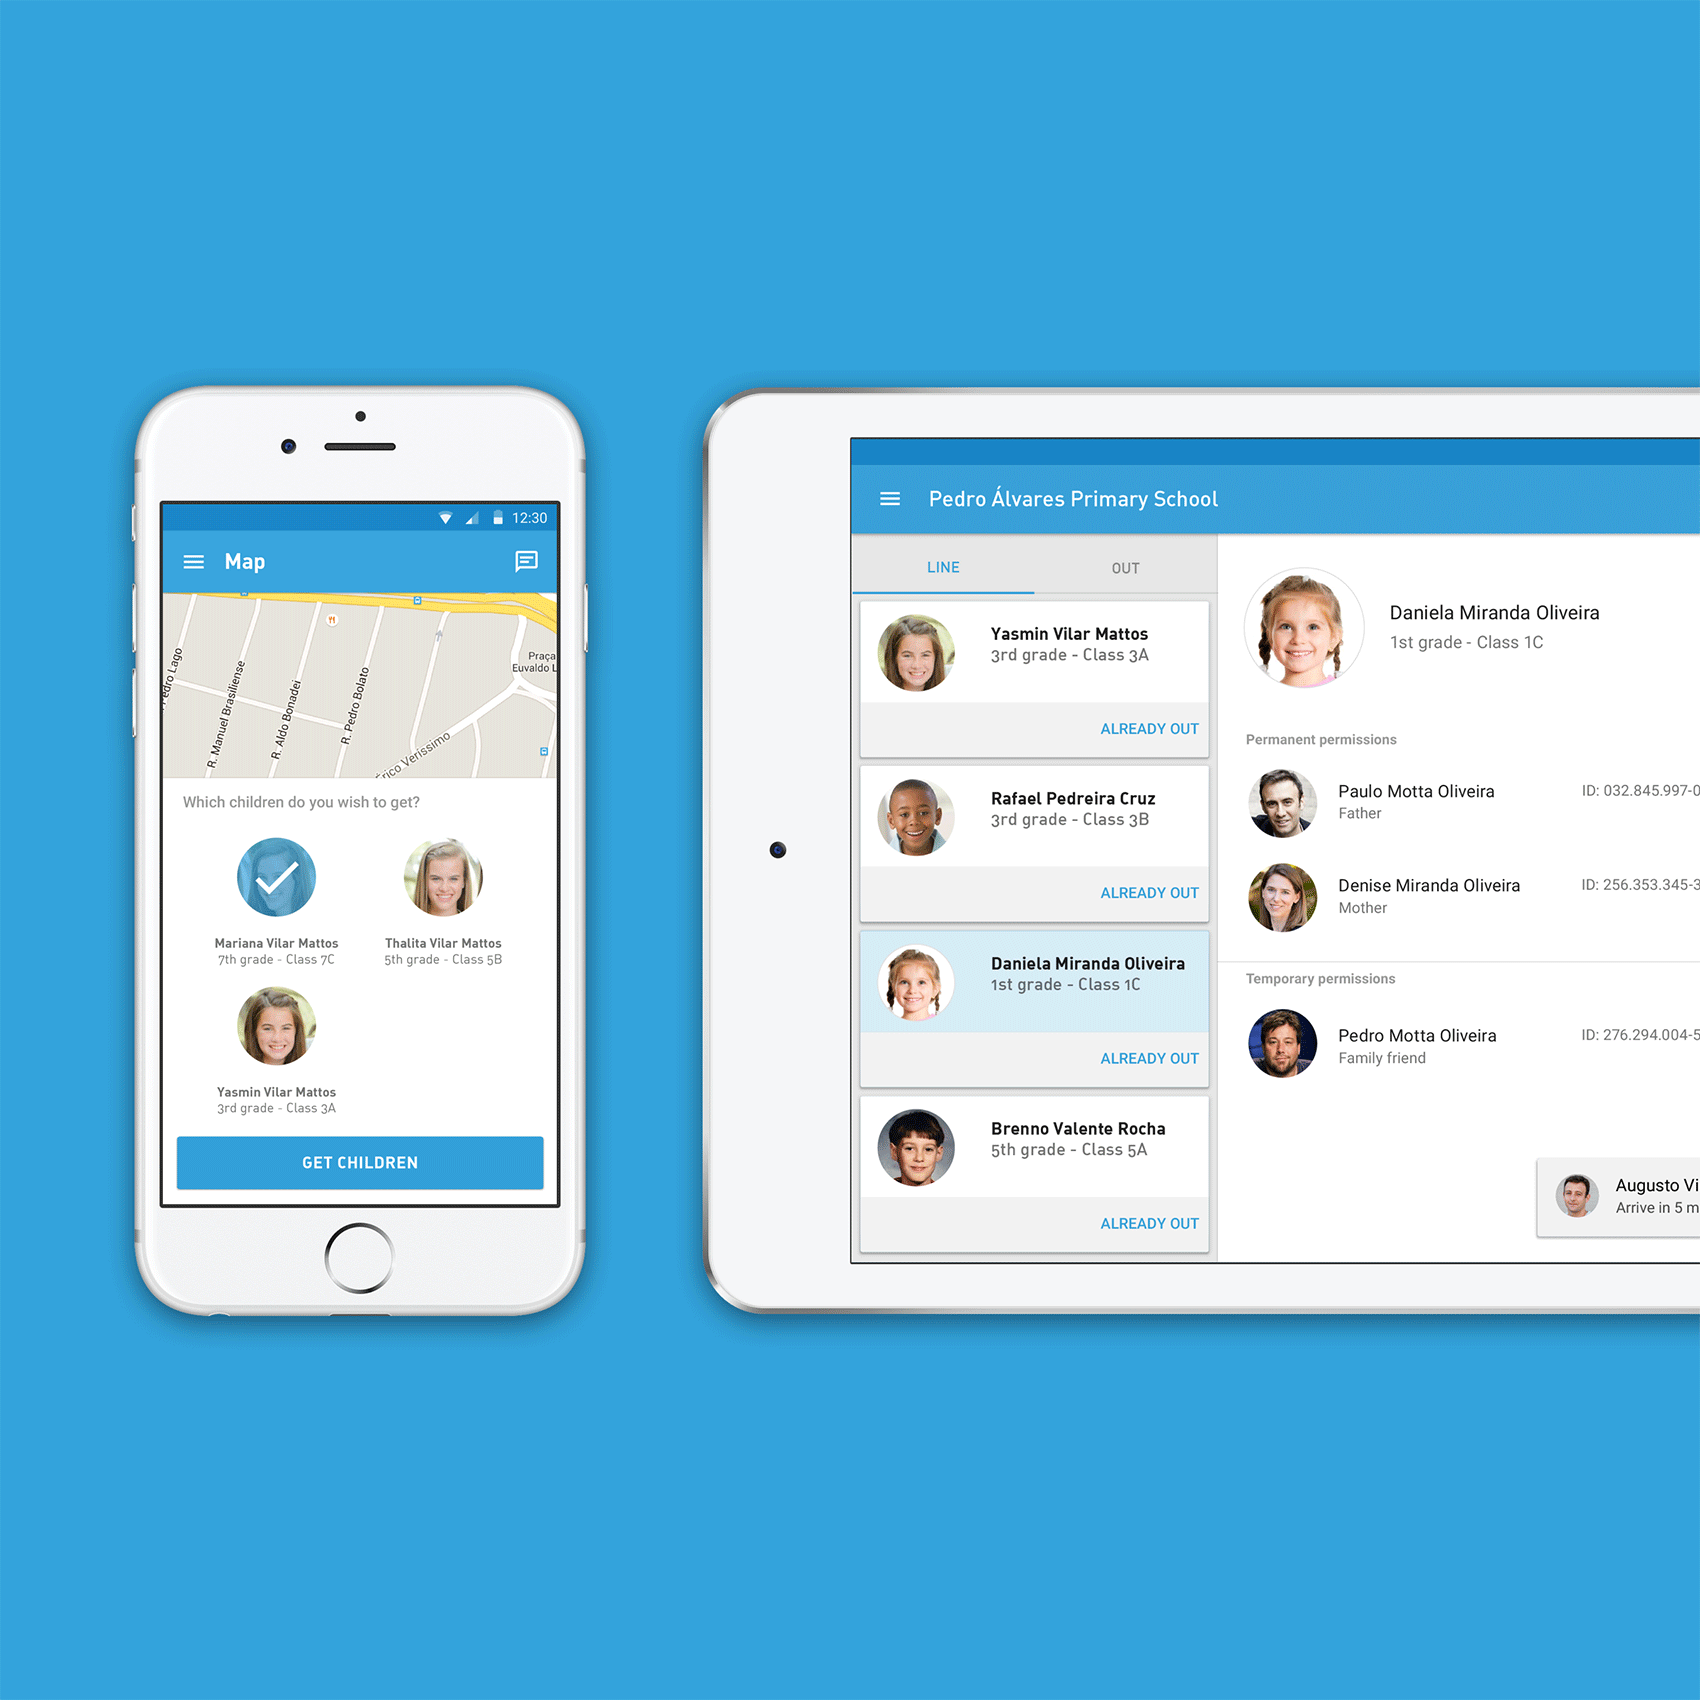 12:30
Map
Pedro Lago
R. Manuel Brasiliense
R. Aldo Bonadei
R. Pedro Bolato
Érico Veríssimo
Praça
Euvaldo L
Which children do you wish to get?
Mariana Vilar Mattos
7th grade - Class 7C
Thalita Vilar Mattos
5th grade - Class 5B
Yasmin Vilar Mattos
3rd grade - Class 3A
GET CHILDREN
Pedro Álvares Primary School
LINE
OUT
Yasmin Vilar Mattos
3rd grade - Class 3A
ALREADY OUT
Rafael Pedreira Cruz
3rd grade - Class 3B
ALREADY OUT
Daniela Miranda Oliveira
1st grade - Class 1C
ALREADY OUT
Brenno Valente Rocha
5th grade - Class 5A
ALREADY OUT
Daniela Miranda Oliveira
1st grade - Class 1C
Permanent permissions
Paulo Motta Oliveira
Father
ID: 032.845.997-0
Denise Miranda Oliveira
Mother
ID: 256.353.345-3
Temporary permissions
Pedro Motta Oliveira
Family friend
ID: 276.294.004-5
Augusto Vi
Arrive in 5 m